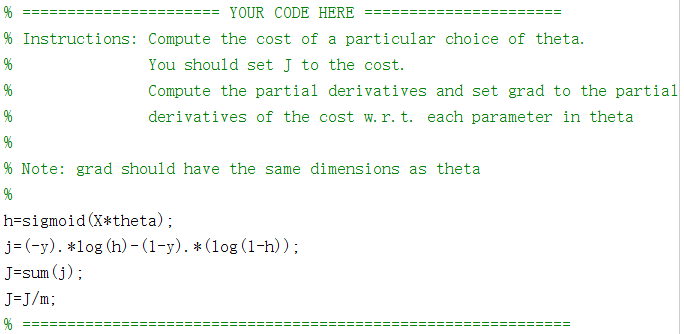 % ====================== YOUR CODE HERE ======================
% Instructions: Compute the cost of a particular choice of theta.
%               You should set J to the cost.
%               Compute the partial derivatives and set grad to the partial
%               derivatives of the cost w.r.t. each parameter in theta
%
% Note: grad should have the same dimensions as theta
%
h=sigmoid(X*theta);
j=(-y).*log(h)-(1-y).*(log(1-h));
J=sum(j);
J=J/m;
% =============================================================